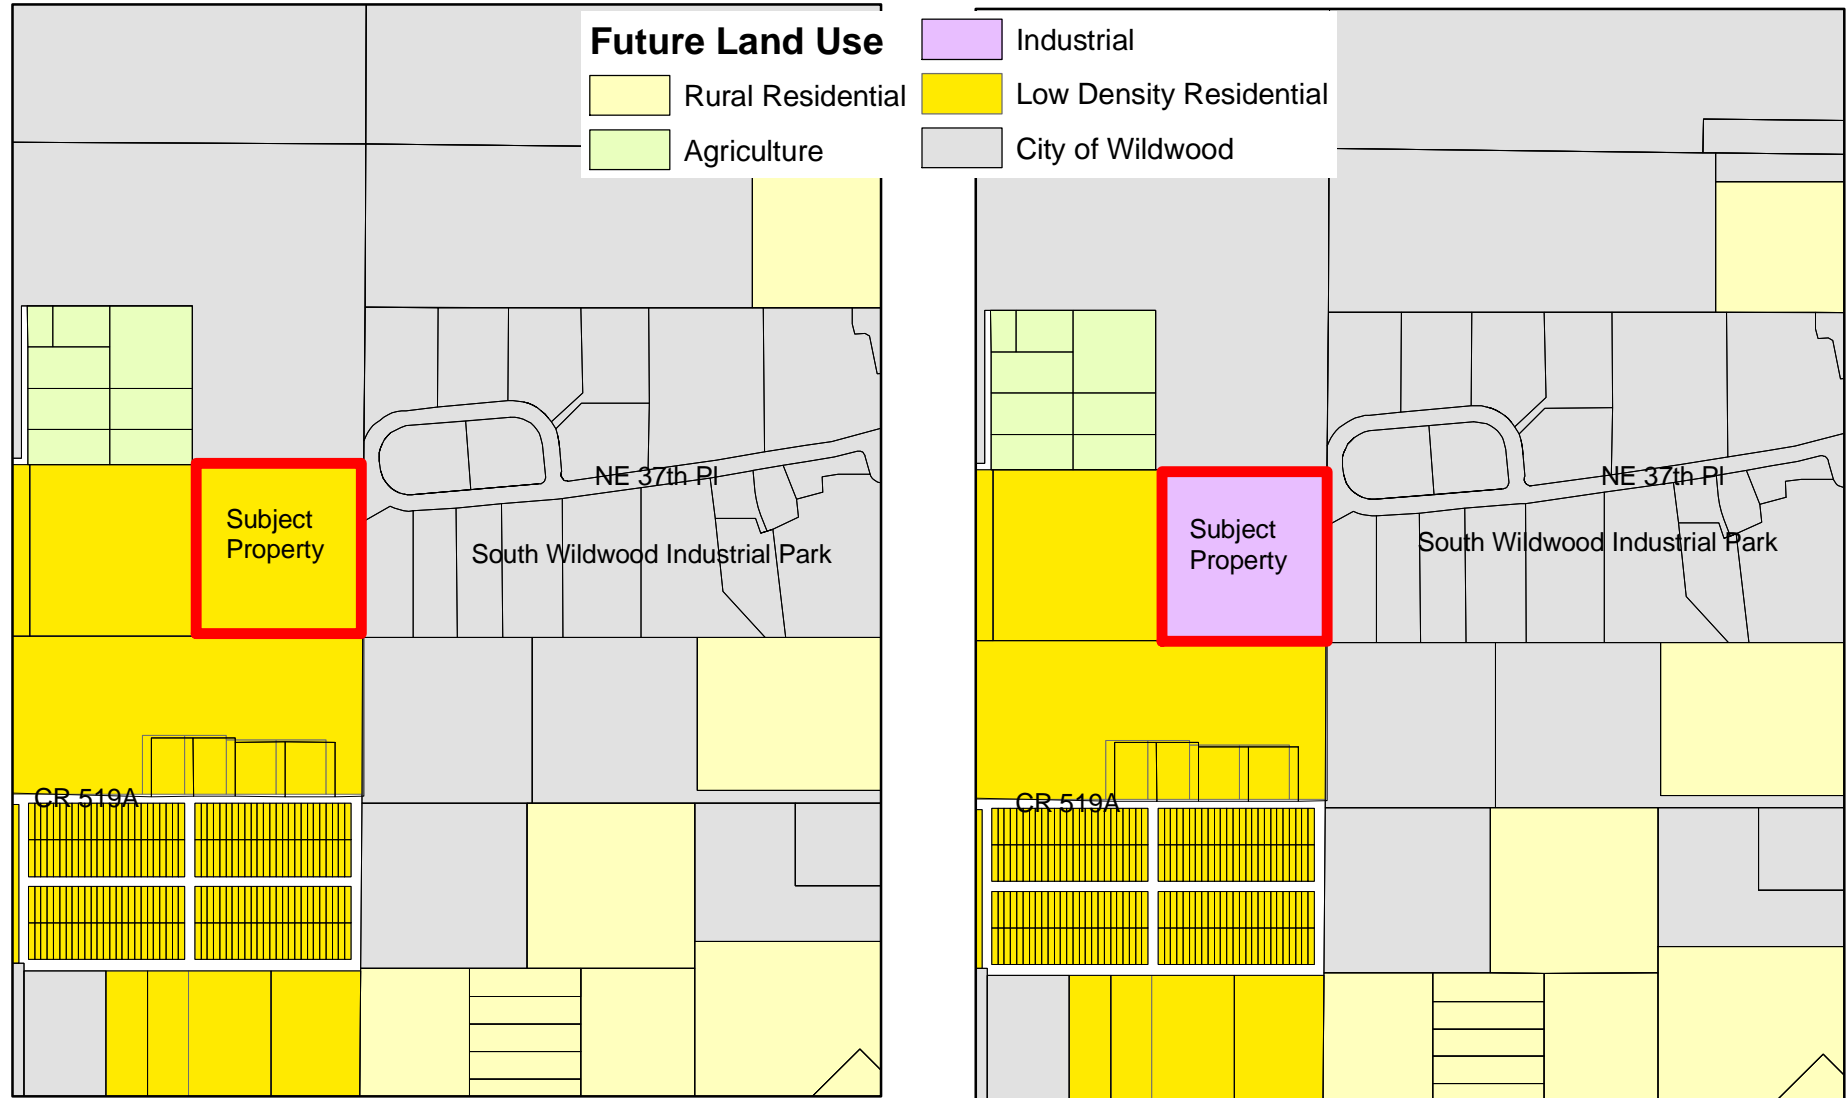 Future Land Use
Rural Residential
Agriculture
Industrial
Low Density Residential
City of Wildwood
NE 37th Pl
Subject
Property
South Wildwood Industrial Park
CR 519A
NE 37th Pl
Subject
Property
South Wildwood Industrial Park
CR 519A